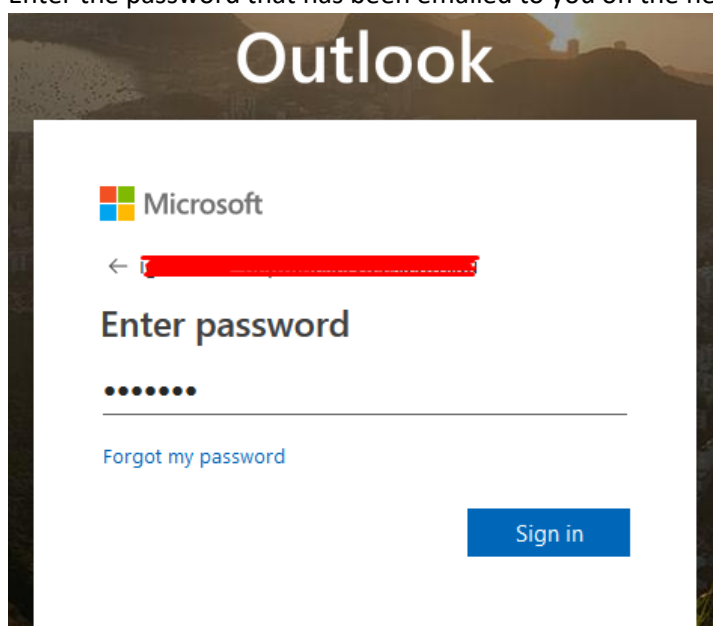 Enter the password that has been emailed to you on the
Outlook
Microsoft
Enter password
•••••••
Forgot my password
Sign in